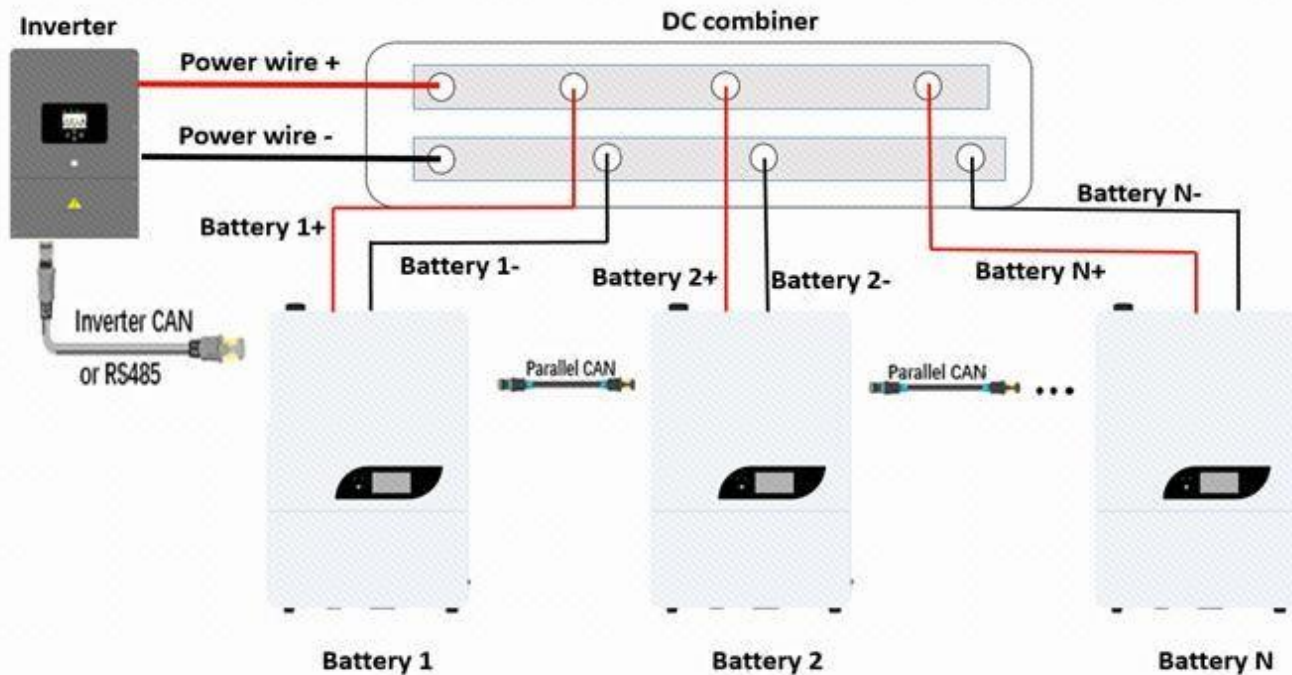 Inverter
DC combiner
Power wire +
Power wire -
Battery 1+
Battery 1-
Battery 2+
Battery 2-
Battery N-
Battery N+
Inverter CAN
or RS485
Parallel CAN
Parallel CAN
...
Battery 1
Battery 2
Battery N